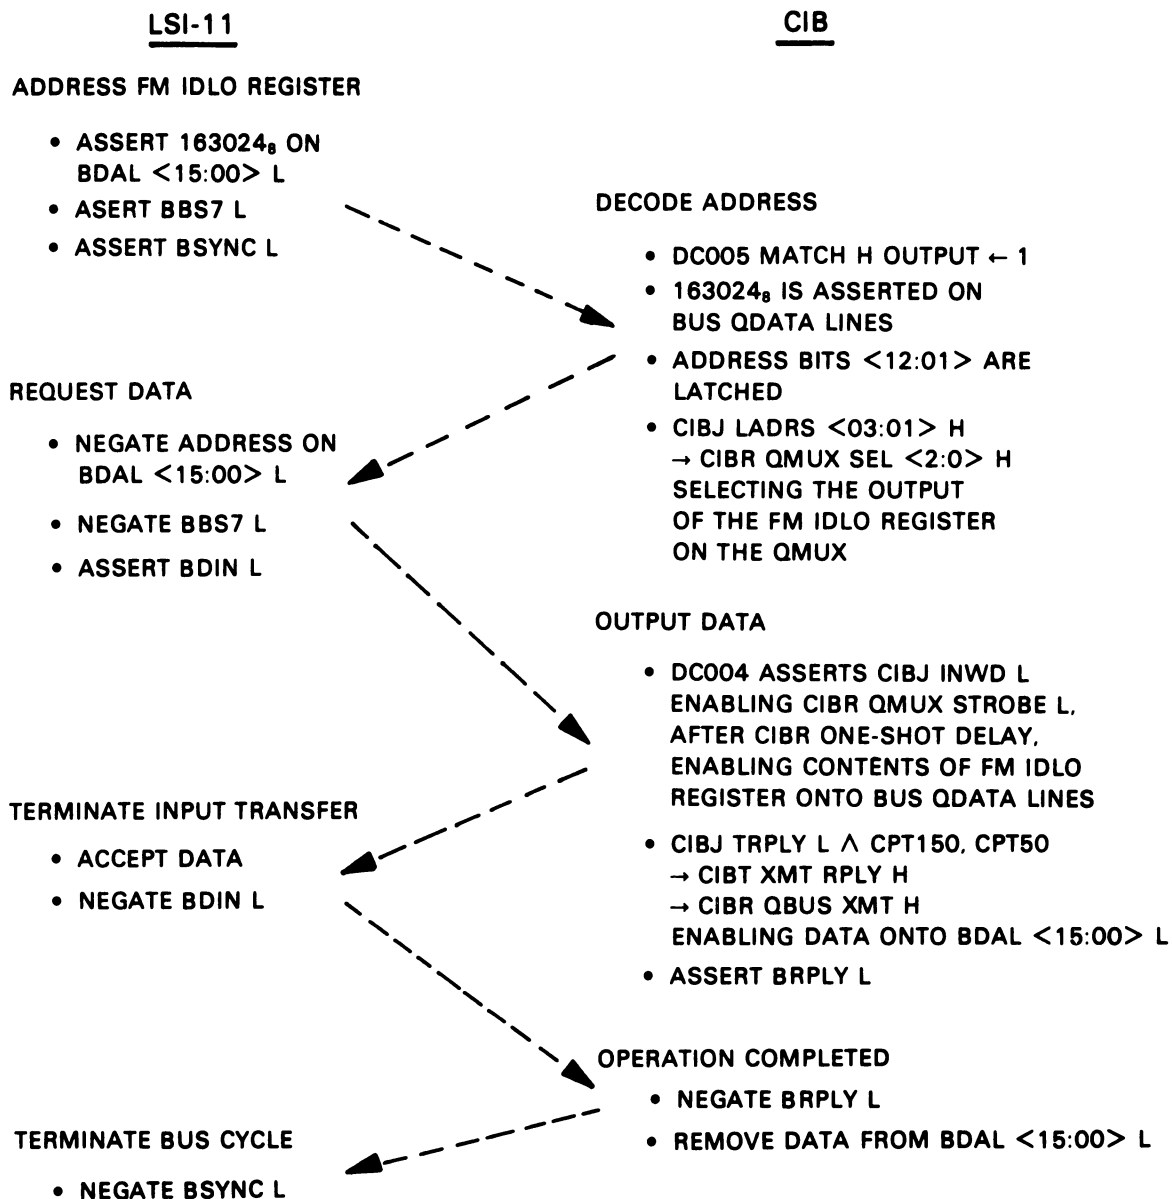 LSI-11
ADDRESS FM IDLO REGISTER
• ASSERT 163024₈ ON
BDAL <15:00> L
• ASERT BBS7 L
• ASSERT BSYNC L
CIB
DECODE ADDRESS
• DC005 MATCH H OUTPUT ← 1
• 163024₈ IS ASSERTED ON
BUS QDATA LINES
• ADDRESS BITS <12:01> ARE
LATCHED
• CIBJ LADRS <03:01> H
→ CIBR QMUX SEL <2:0> H
SELECTING THE OUTPUT
OF THE FM IDLO REGISTER
ON THE QMUX
REQUEST DATA
• NEGATE ADDRESS ON
BDAL <15:00> L
• NEGATE BBS7 L
• ASSERT BDIN L
OUTPUT DATA
• DC004 ASSERTS CIBJ INWD L
ENABLING CIBR QMUX STROBE L,
AFTER CIBR ONE-SHOT DELAY,
ENABLING CONTENTS OF FM IDLO
REGISTER ONTO BUS QDATA LINES
• CIBJ TRPLY L ∧ CPT150, CPT50
→ CIBT XMT RPLY H
→ CIBR QBUS XMT H
ENABLING DATA ONTO BDAL <15:00> L
• ASSERT BRPLY L
TERMINATE INPUT TRANSFER
• ACCEPT DATA
• NEGATE BDIN L
OPERATION COMPLETED
• NEGATE BRPLY L
• REMOVE DATA FROM BDAL <15:00> L
TERMINATE BUS CYCLE
• NEGATE BSYNC L